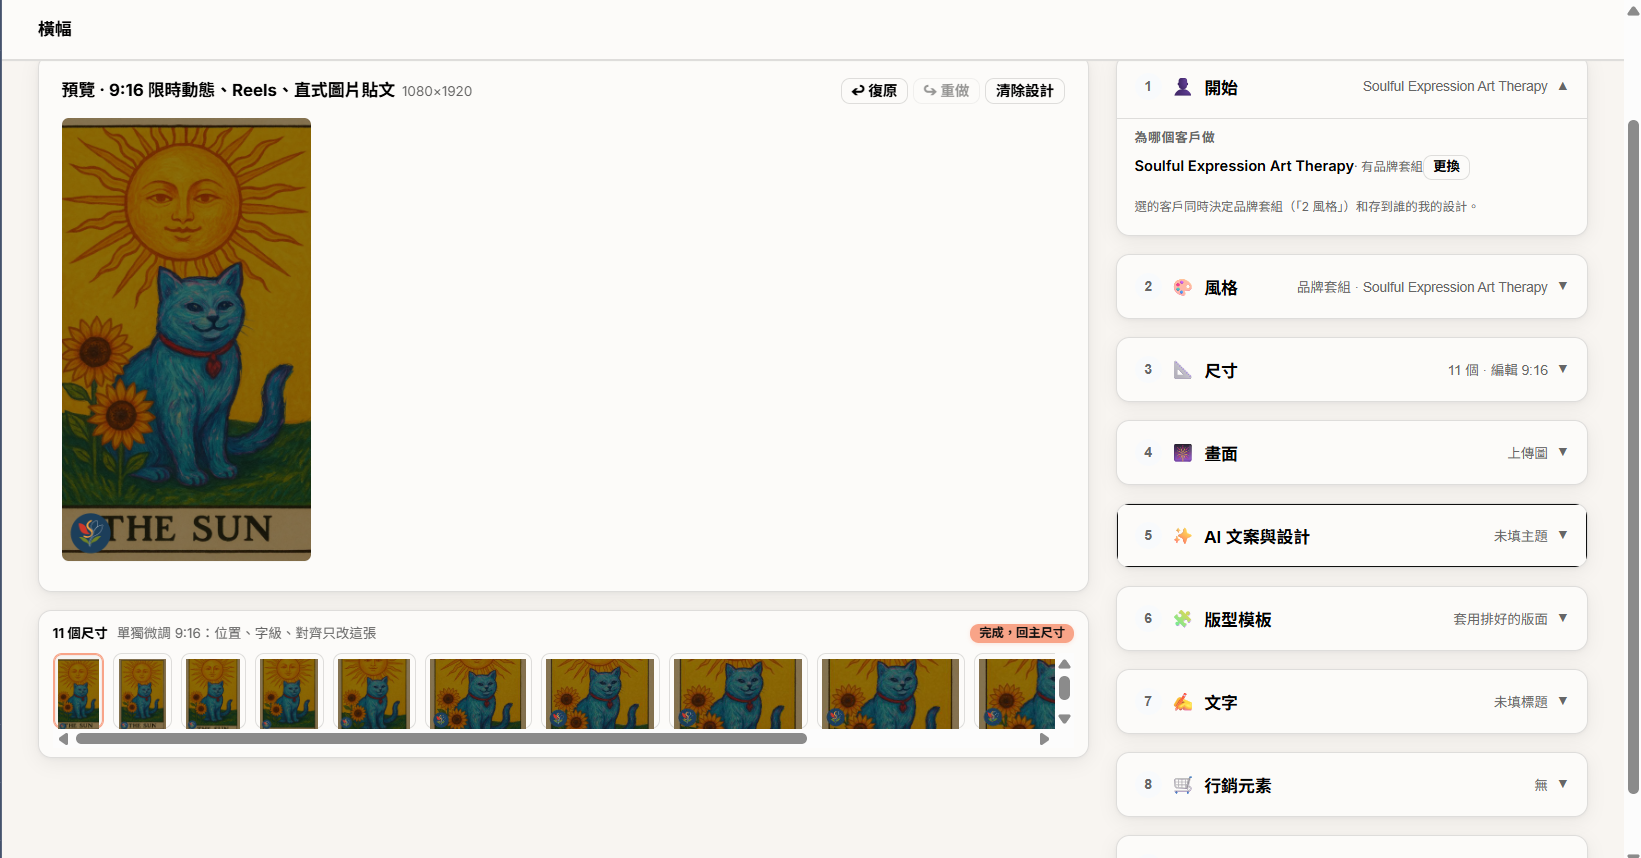 橫幅
預覽 · 9:16 限時動態、Reels、直式圖片貼文 1080×1920
↩ 復原
↪ 重做
清除設計
THE SUN
11 個尺寸 單獨微調 9:16：位置、字級、對齊只改這張
完成，回主尺寸
THE SUN
THE SUN
THE SUN
1 👤 開始 Soulful Expression Art Therapy ▲
為哪個客戶做
Soulful Expression Art Therapy · 有品牌套組 更換
選的客戶同時決定品牌套組（「2 風格」）和存到誰的我的設計。
2 🎨 風格 品牌套組 · Soulful Expression Art Therapy ▼
3 📐 尺寸 11 個 · 編輯 9:16 ▼
4 🎆 畫面 上傳圖 ▼
5 ✨ AI 文案與設計 未填主題 ▼
6 🧩 版型模板 套用排好的版面 ▼
7 ✍️ 文字 未填標題 ▼
8 🛒 行銷元素 無 ▼